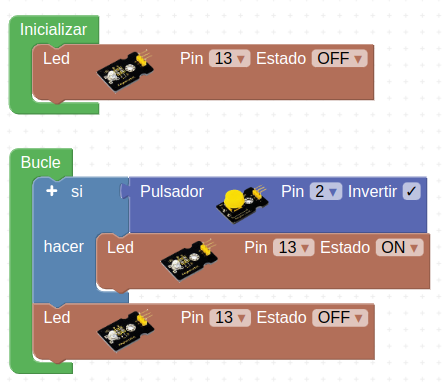 Inicializar
Led Pin 13 Estado OFF
Bucle
+ si Pulsador Pin 2 Invertir ✓
hacer Led Pin 13 Estado ON
Led Pin 13 Estado OFF